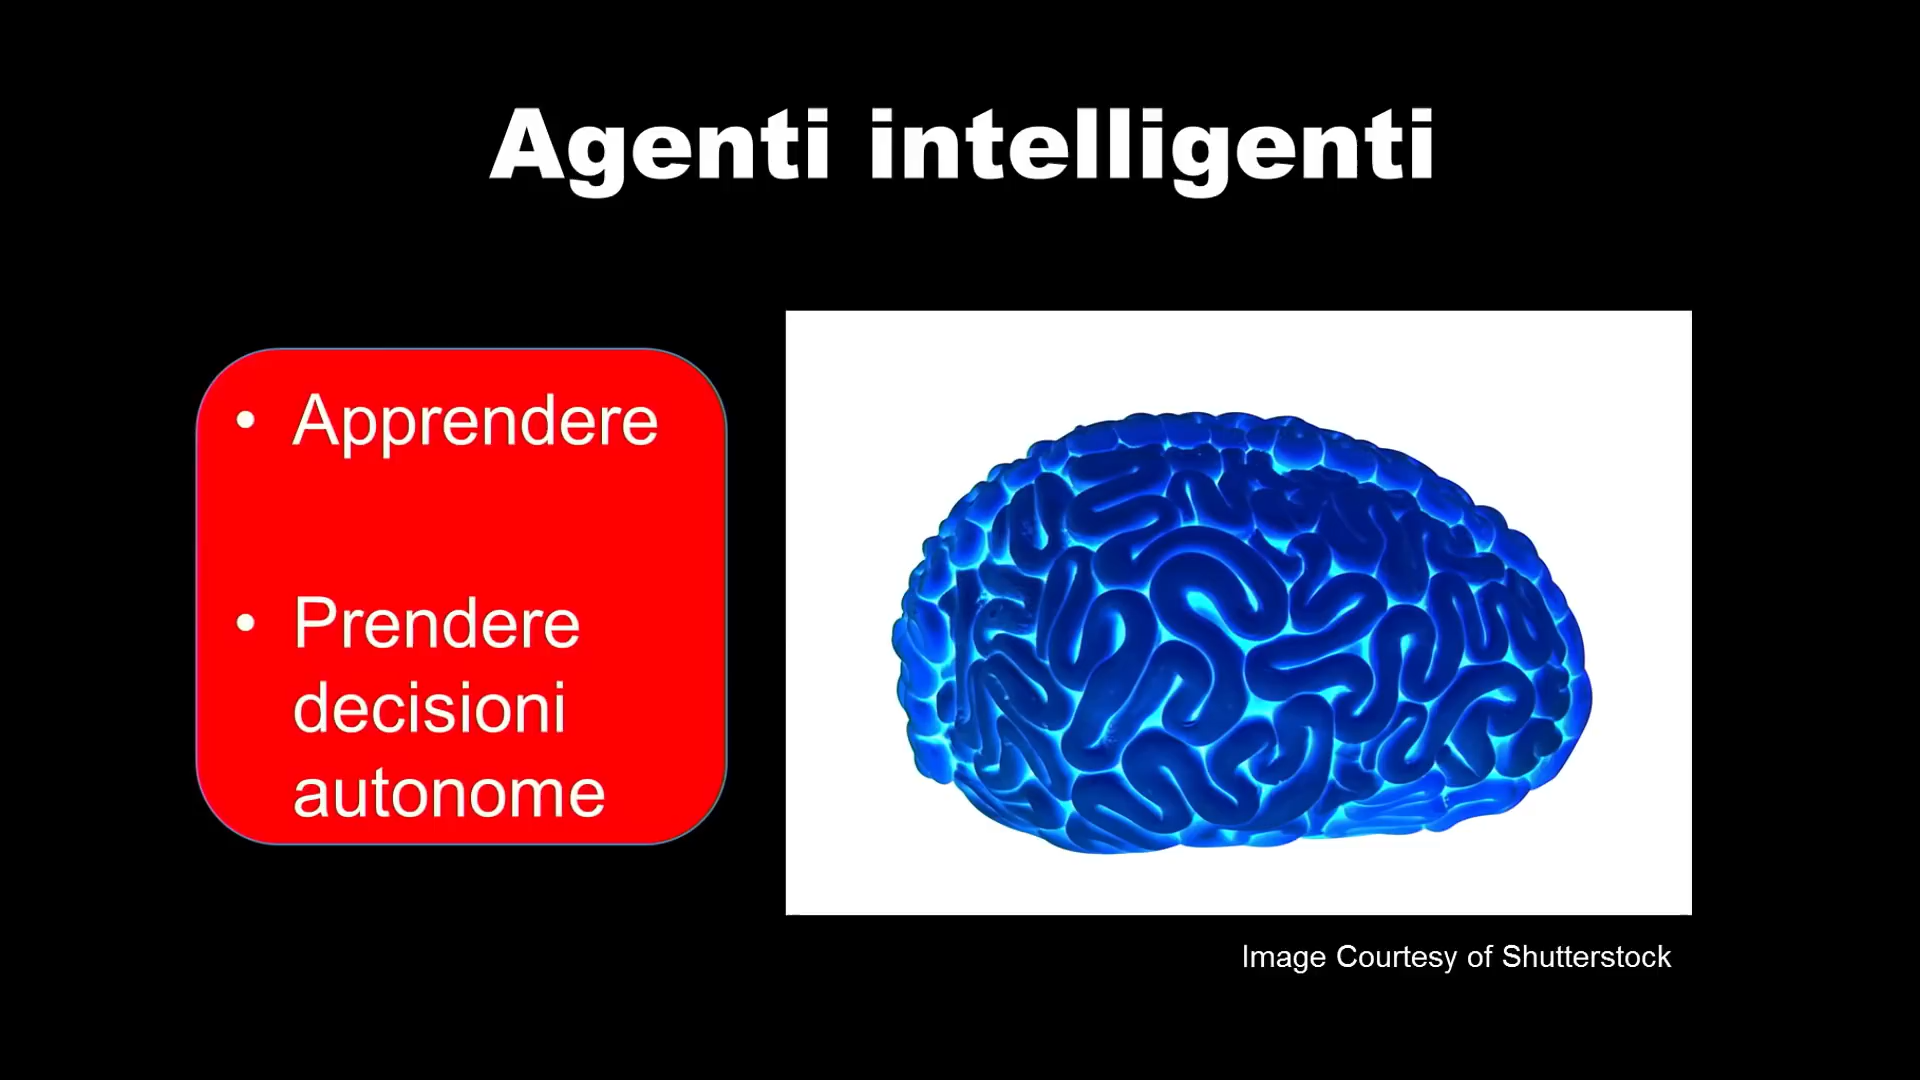 Agenti intelligenti
• Apprendere
• Prendere
decisioni
autonome
Image Courtesy of Shutterstock